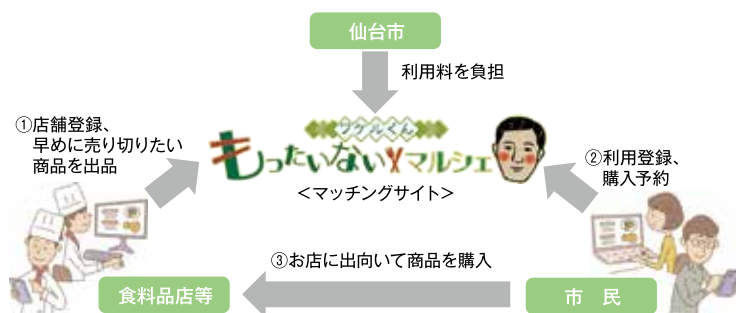 仙台市
利用料を負担
①店舗登録、
早めに売り切りたい
商品を出品
ワケルくん
もったいない マルシェ
＜マッチングサイト＞
②利用登録、
購入予約
③お店に出向いて商品を購入
食料品店等
市　民